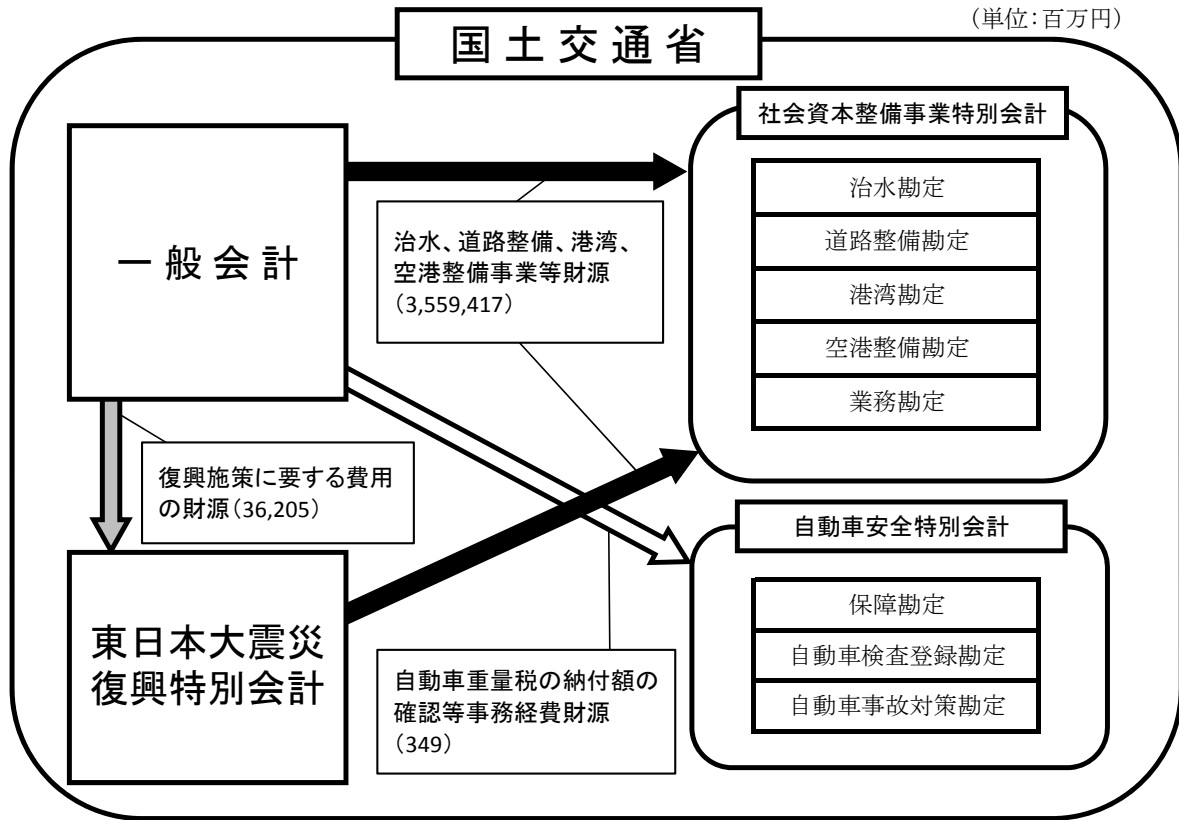 (単位:百万円)
国土交通省
一般会計
治水、道路整備、港湾、
空港整備事業等財源
(3,559,417)
社会資本整備事業特別会計
治水勘定
道路整備勘定
港湾勘定
空港整備勘定
業務勘定
復興施策に要する費用
の財源(36,205)
東日本大震災
復興特別会計
自動車重量税の納付額の
確認等事務経費財源
(349)
自動車安全特別会計
保障勘定
自動車検査登録勘定
自動車事故対策勘定